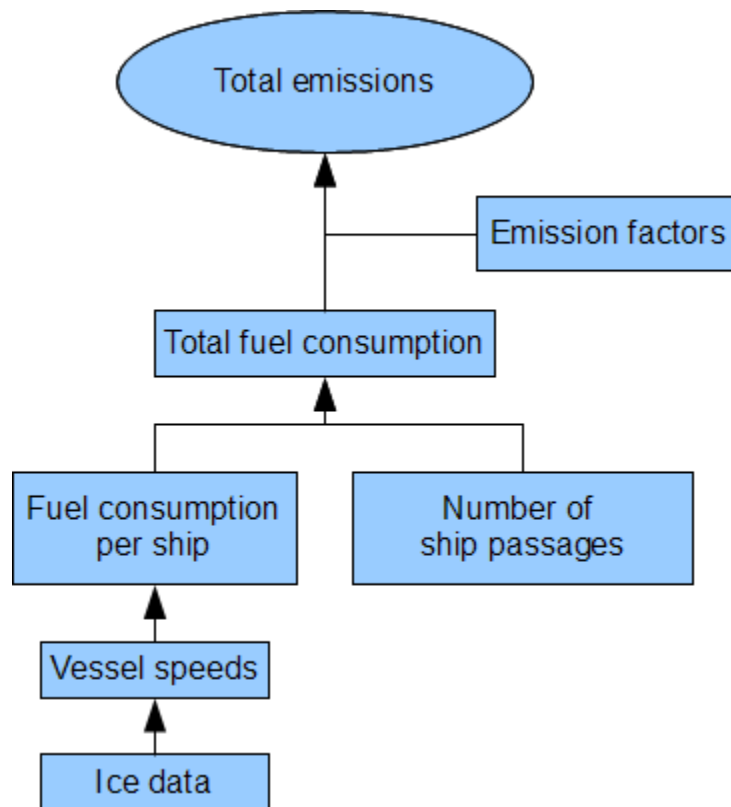 Total emissions
Emission factors
Total fuel consumption
Fuel consumption
per ship
Number of
ship passages
Vessel speeds
Ice data